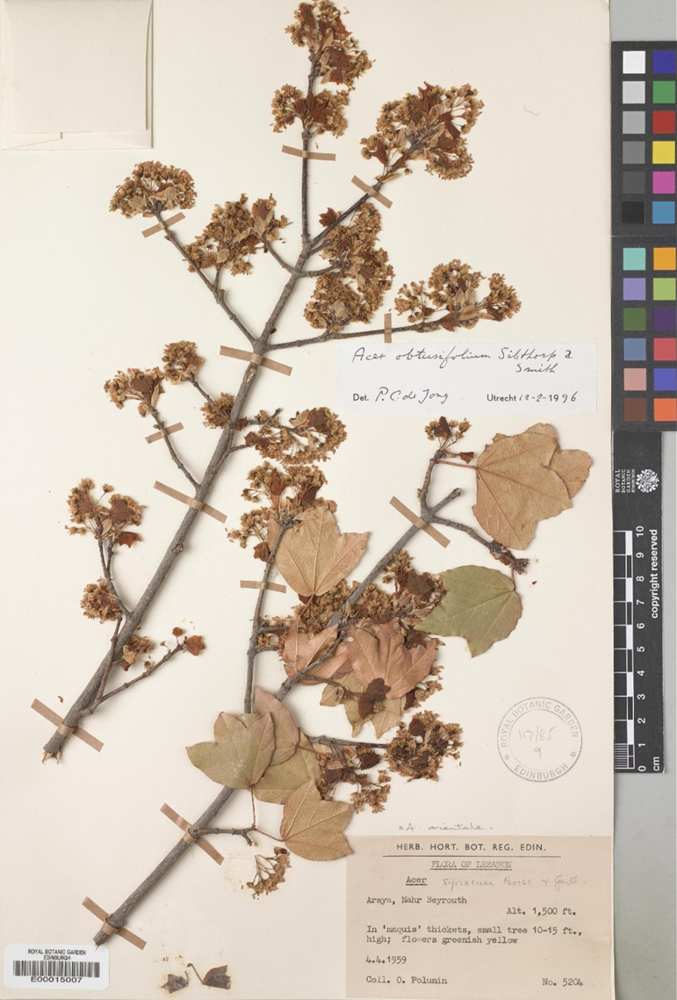 Acer obtusifolium Sibthorp &
Smith
Det. P.C. de Jong Utrecht 12-2-1996
ROYAL
BOTANIC
GARDEN
EDINBURGH
copyright reserved
0 1 2 3 4 5 6 7 8 9 10
cm
ROYAL BOTANIC GARDEN
117/85
9
EDINBURGH
= A. orientale.
HERB. HORT. BOT. REG. EDIN.
FLORA OF LEBANON
Acer syriacum Boiss & Gaill.
Araya, Nahr Beyrouth
Alt. 1,500 ft.
In 'maquis' thickets, small tree 10-15 ft.,
high; flowers greenish yellow
4.4.1959
Coll. O. Polunin No. 5204
ROYAL BOTANIC GARDEN
EDINBURGH
E00015007